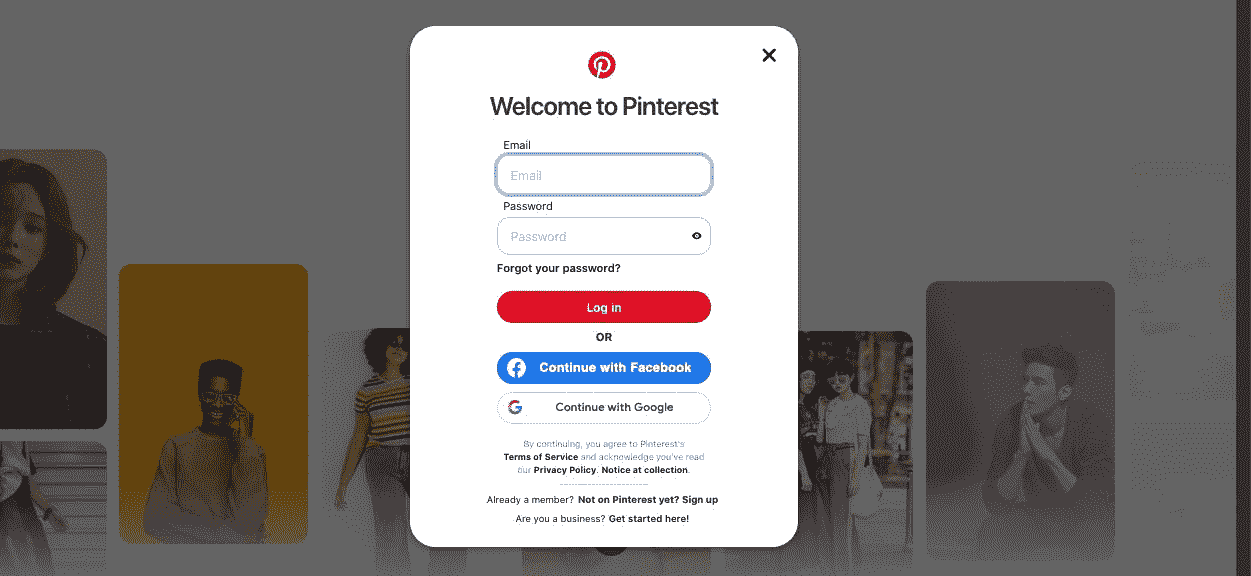 Welcome to Pinterest
Email
Email
Password
Password
Forgot your password?
Log in
OR
Continue with Facebook
Continue with Google
By continuing, you agree to Pinterest's
Terms of Service and acknowledge you've read
our Privacy Policy. Notice at collection.
Already a member? Not on Pinterest yet? Sign up
Are you a business? Get started here!